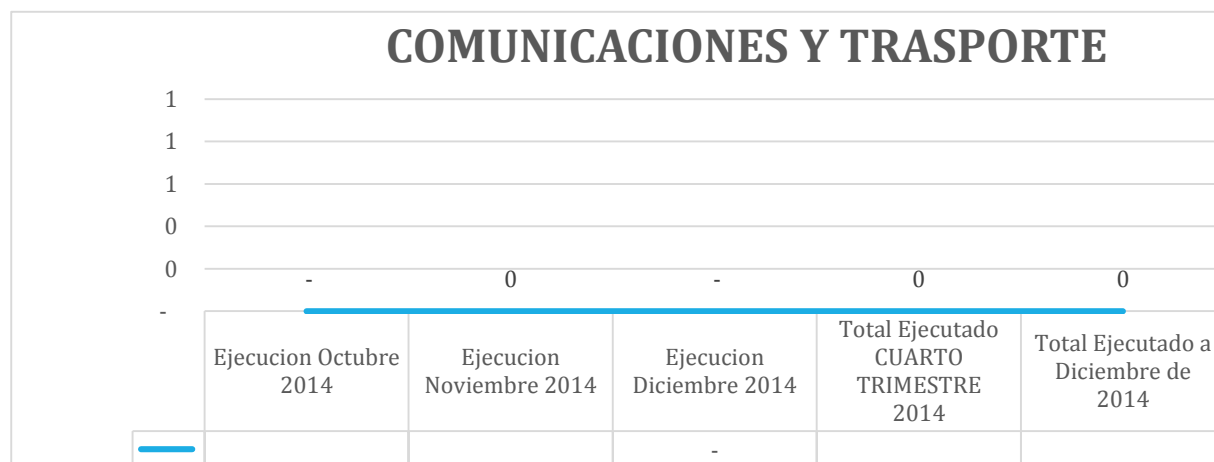 COMUNICACIONES Y TRASPORTE
1
1
1
0
0
-
- 0 - 0 0
Ejecucion Octubre
2014
Ejecucion
Noviembre 2014
Ejecucion
Diciembre 2014
Total Ejecutado
CUARTO
TRIMESTRE
2014
Total Ejecutado a
Diciembre de
2014
-